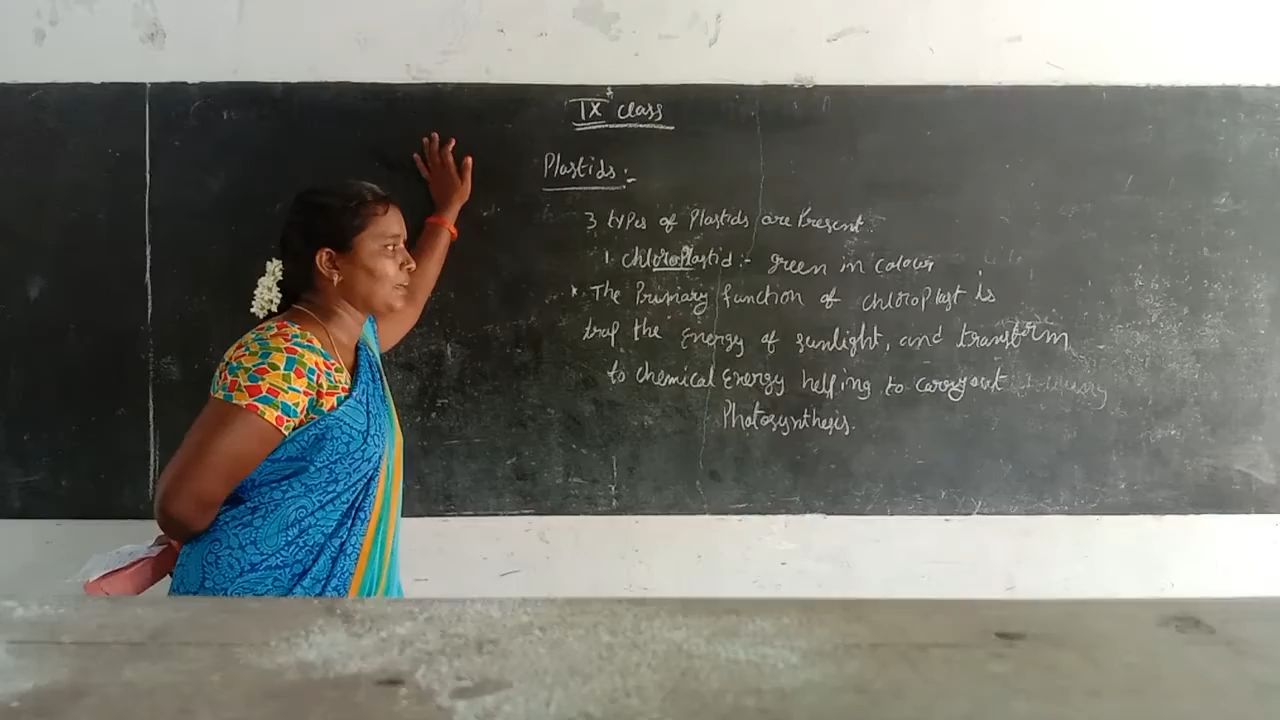 IX class
Plastids:-
3 types of Plastids are Present.
1. chloroplastid:- green in colour
* The Primary function of chloroplast is
trap the Energy of sunlight, and transform
to chemical Energy helping to carryout
Photosynthesis.